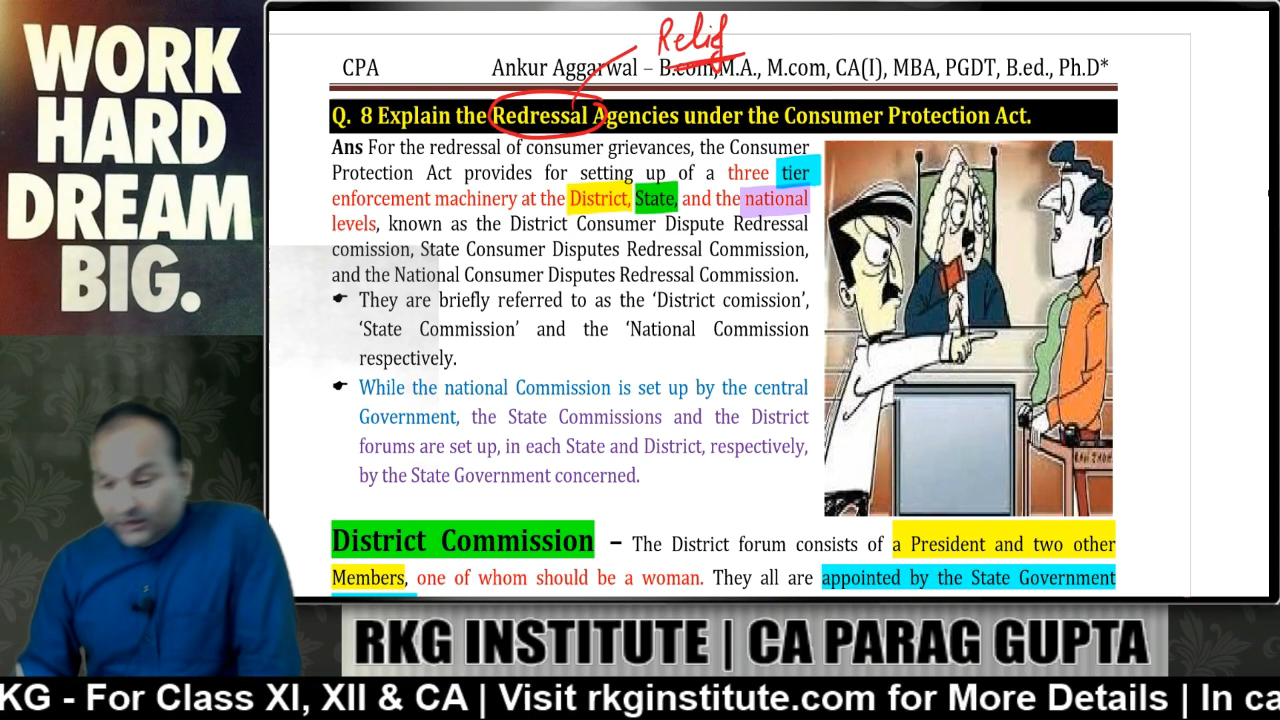 WORK
HARD
DREAM
BIG.
Relief
CPA Ankur Aggarwal – B.com,M.A., M.com, CA(I), MBA, PGDT, B.ed., Ph.D*
Q. 8 Explain the Redressal Agencies under the Consumer Protection Act.
Ans For the redressal of consumer grievances, the Consumer
Protection Act provides for setting up of a three tier
enforcement machinery at the District, State, and the national
levels, known as the District Consumer Dispute Redressal
comission, State Consumer Disputes Redressal Commission,
and the National Consumer Disputes Redressal Commission.
They are briefly referred to as the ‘District comission’,
‘State Commission’ and the ‘National Commission
respectively.
While the national Commission is set up by the central
Government, the State Commissions and the District
forums are set up, in each State and District, respectively,
by the State Government concerned.
District Commission – The District forum consists of a President and two other
Members, one of whom should be a woman. They all are appointed by the State Government
RKG INSTITUTE | CA PARAG GUPTA
KG - For Class XI, XII & CA | Visit rkginstitute.com for More Details | In ca